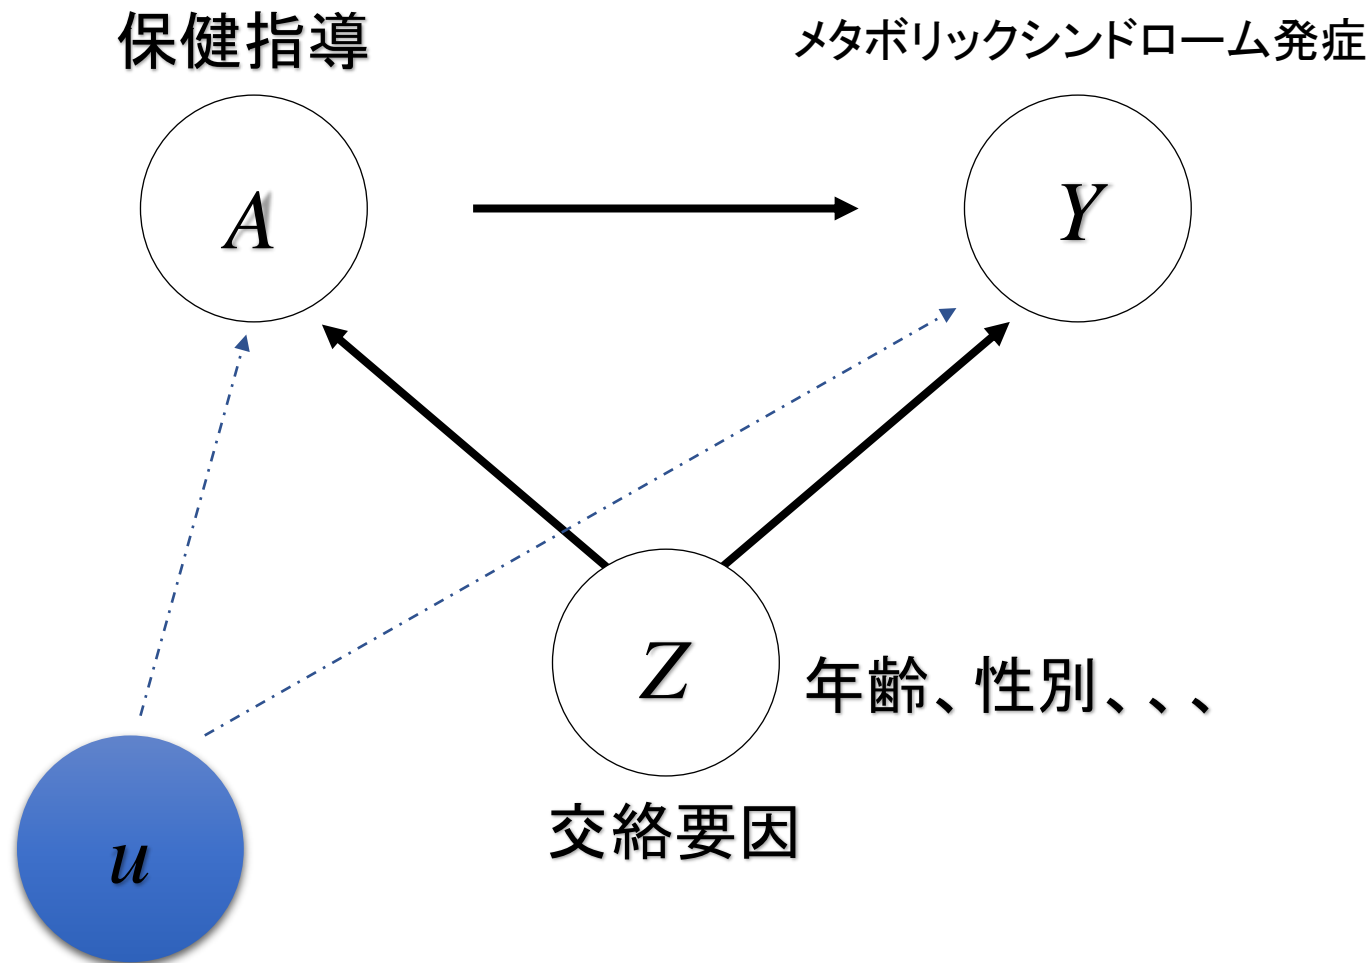 保健指導
メタボリックシンドローム発症
A
Y
Z
年齢、性別、、、
交絡要因
u